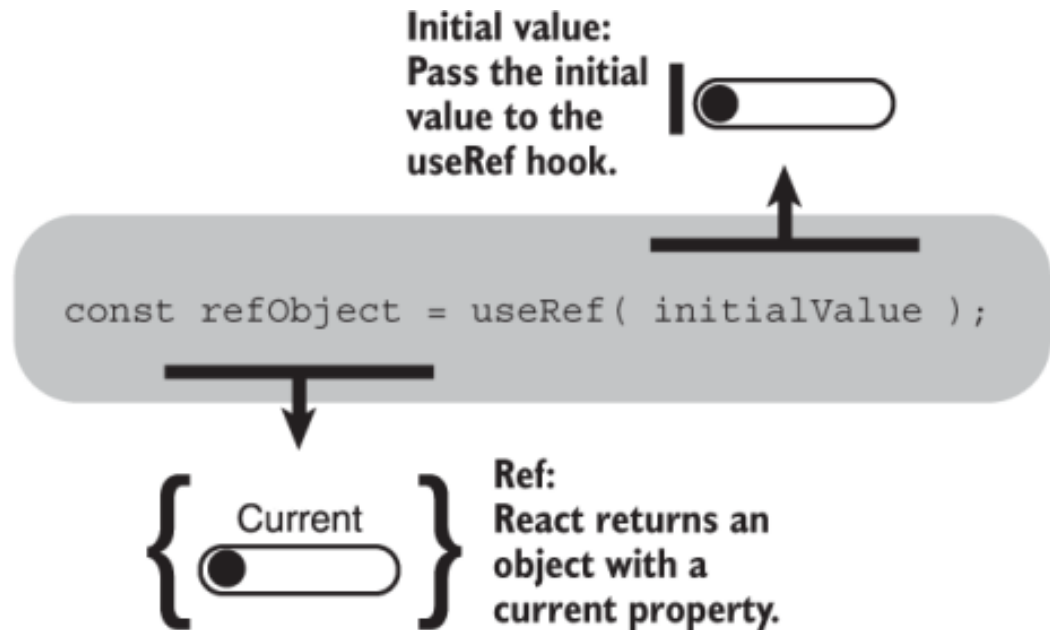 Initial value:
Pass the initial
value to the
useRef hook.
const refObject = useRef( initialValue );
{ Current }
Ref:
React returns an
object with a
current property.